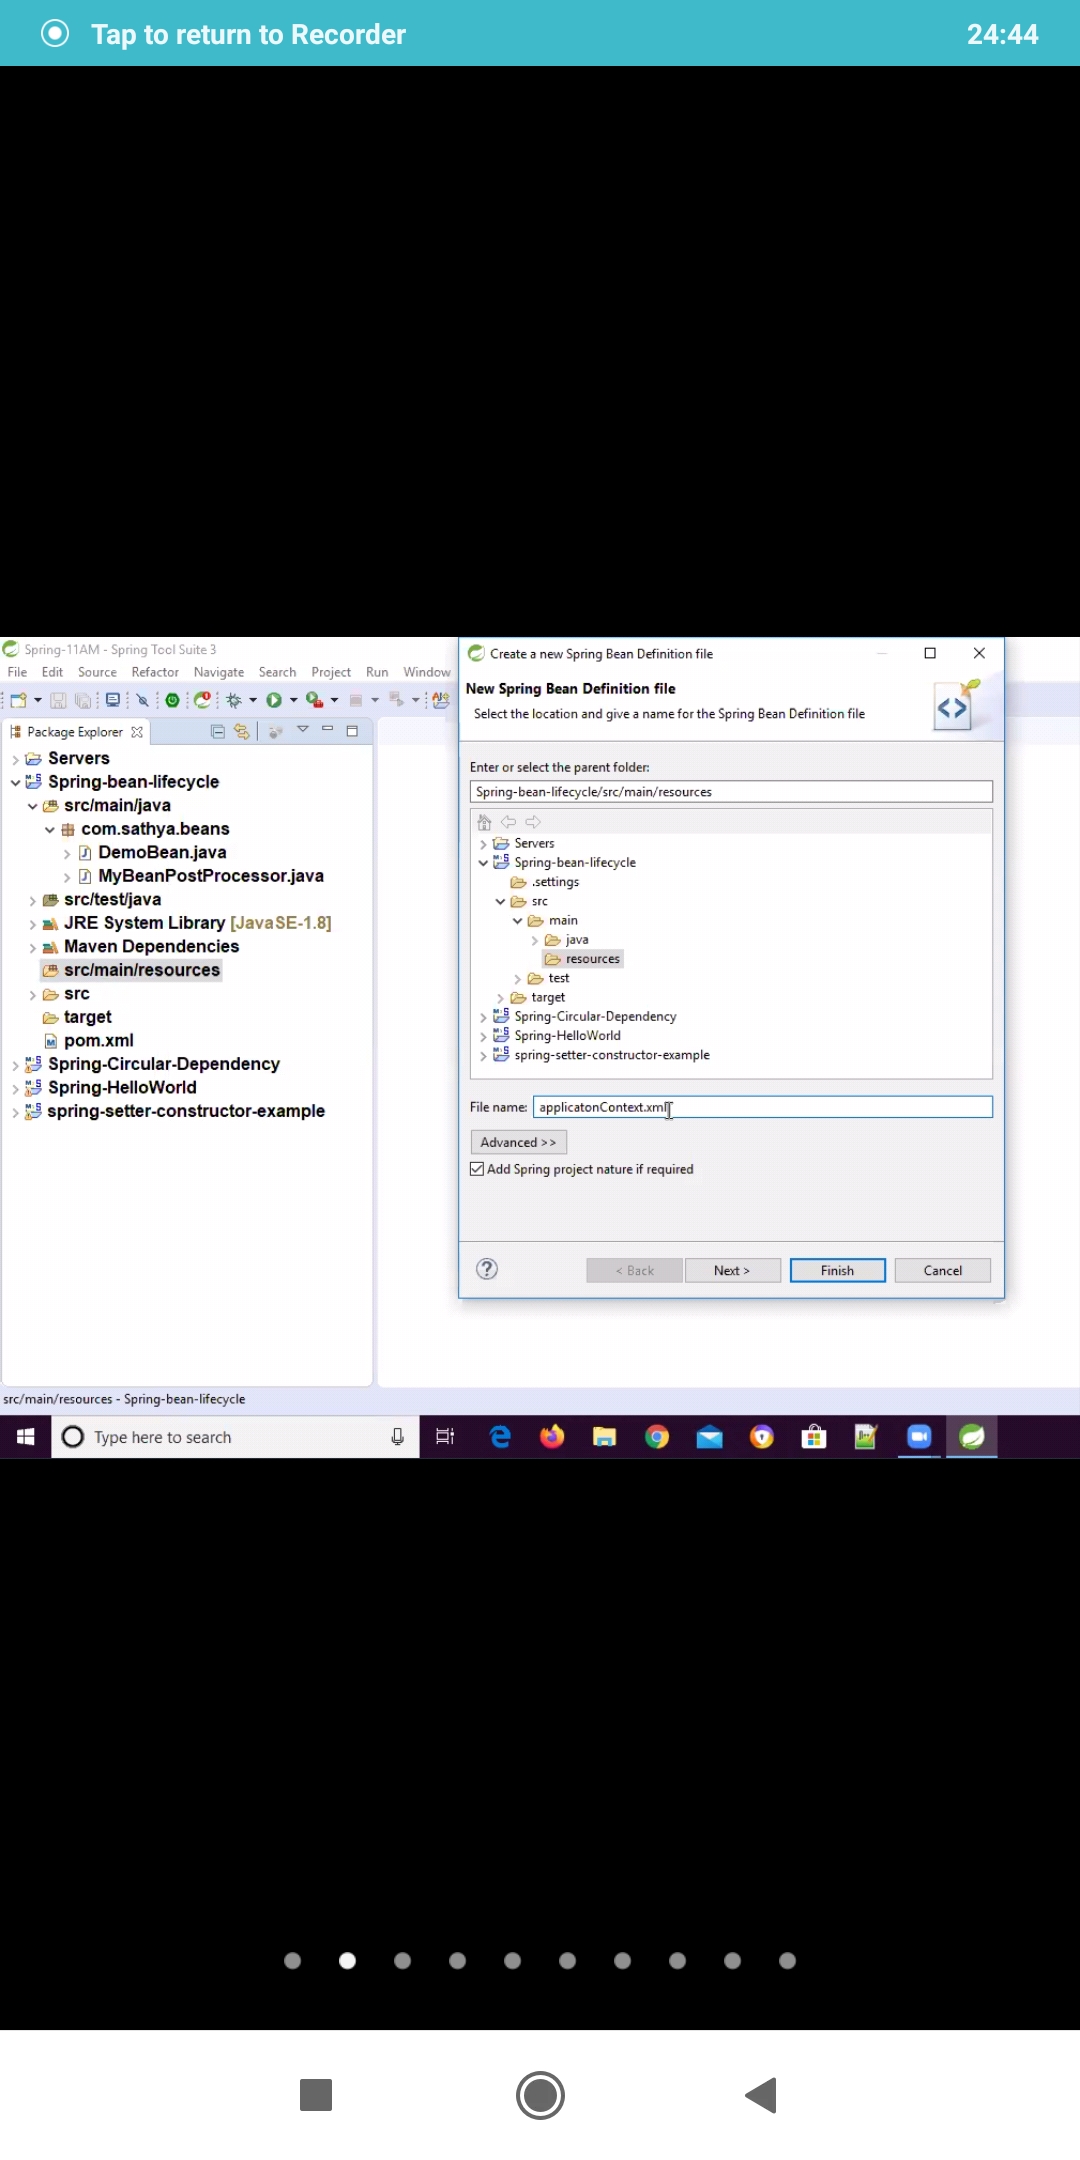 Tap to return to Recorder 24:44
Spring-11AM - Spring Tool Suite 3
File Edit Source Refactor Navigate Search Project Run Window
Package Explorer
Servers
Spring-bean-lifecycle
src/main/java
com.sathya.beans
DemoBean.java
MyBeanPostProcessor.java
src/test/java
JRE System Library [JavaSE-1.8]
Maven Dependencies
src/main/resources
src
target
pom.xml
Spring-Circular-Dependency
Spring-HelloWorld
spring-setter-constructor-example
Create a new Spring Bean Definition file
New Spring Bean Definition file
Select the location and give a name for the Spring Bean Definition file
Enter or select the parent folder:
Spring-bean-lifecycle/src/main/resources
Servers
Spring-bean-lifecycle
.settings
src
main
java
resources
test
target
Spring-Circular-Dependency
Spring-HelloWorld
spring-setter-constructor-example
File name: applicatonContext.xml
Advanced >>
Add Spring project nature if required
< Back Next > Finish Cancel
src/main/resources - Spring-bean-lifecycle
Type here to search